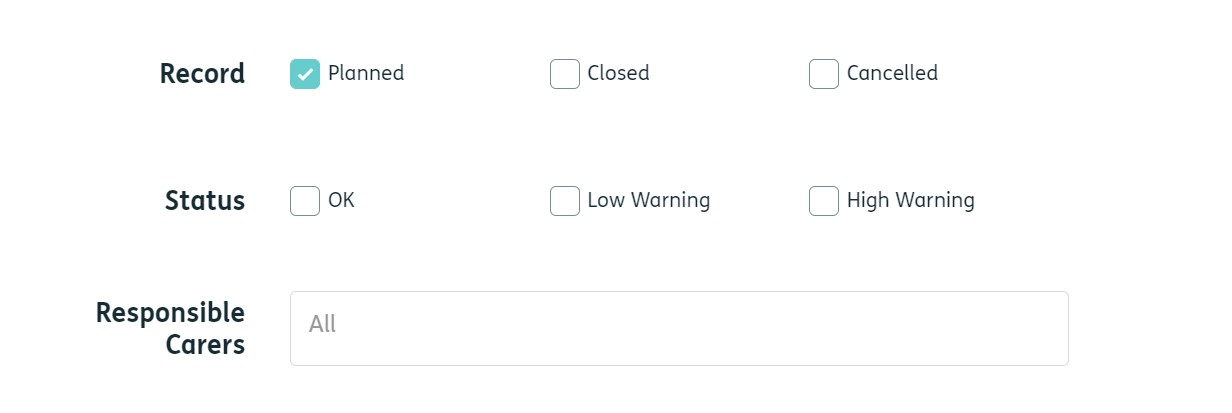 Record Planned Closed Cancelled
Status OK Low Warning High Warning
Responsible
Carers
All